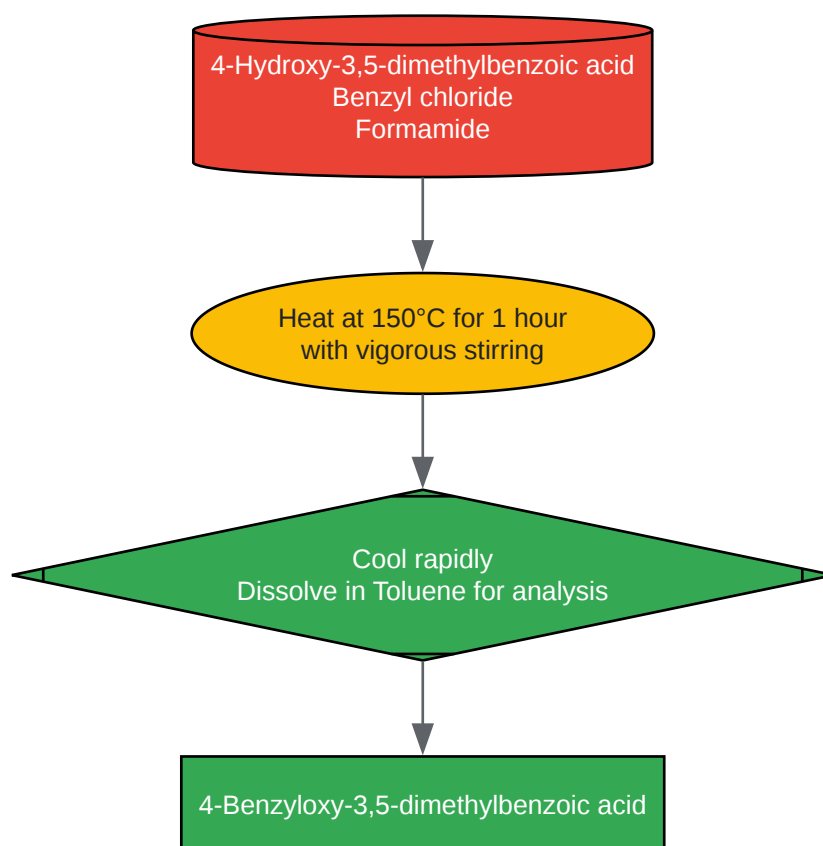 4-Hydroxy-3,5-dimethylbenzoic acid
Benzyl chloride
Formamide
Heat at 150°C for 1 hour
with vigorous stirring
Cool rapidly
Dissolve in Toluene for analysis
4-Benzyloxy-3,5-dimethylbenzoic acid